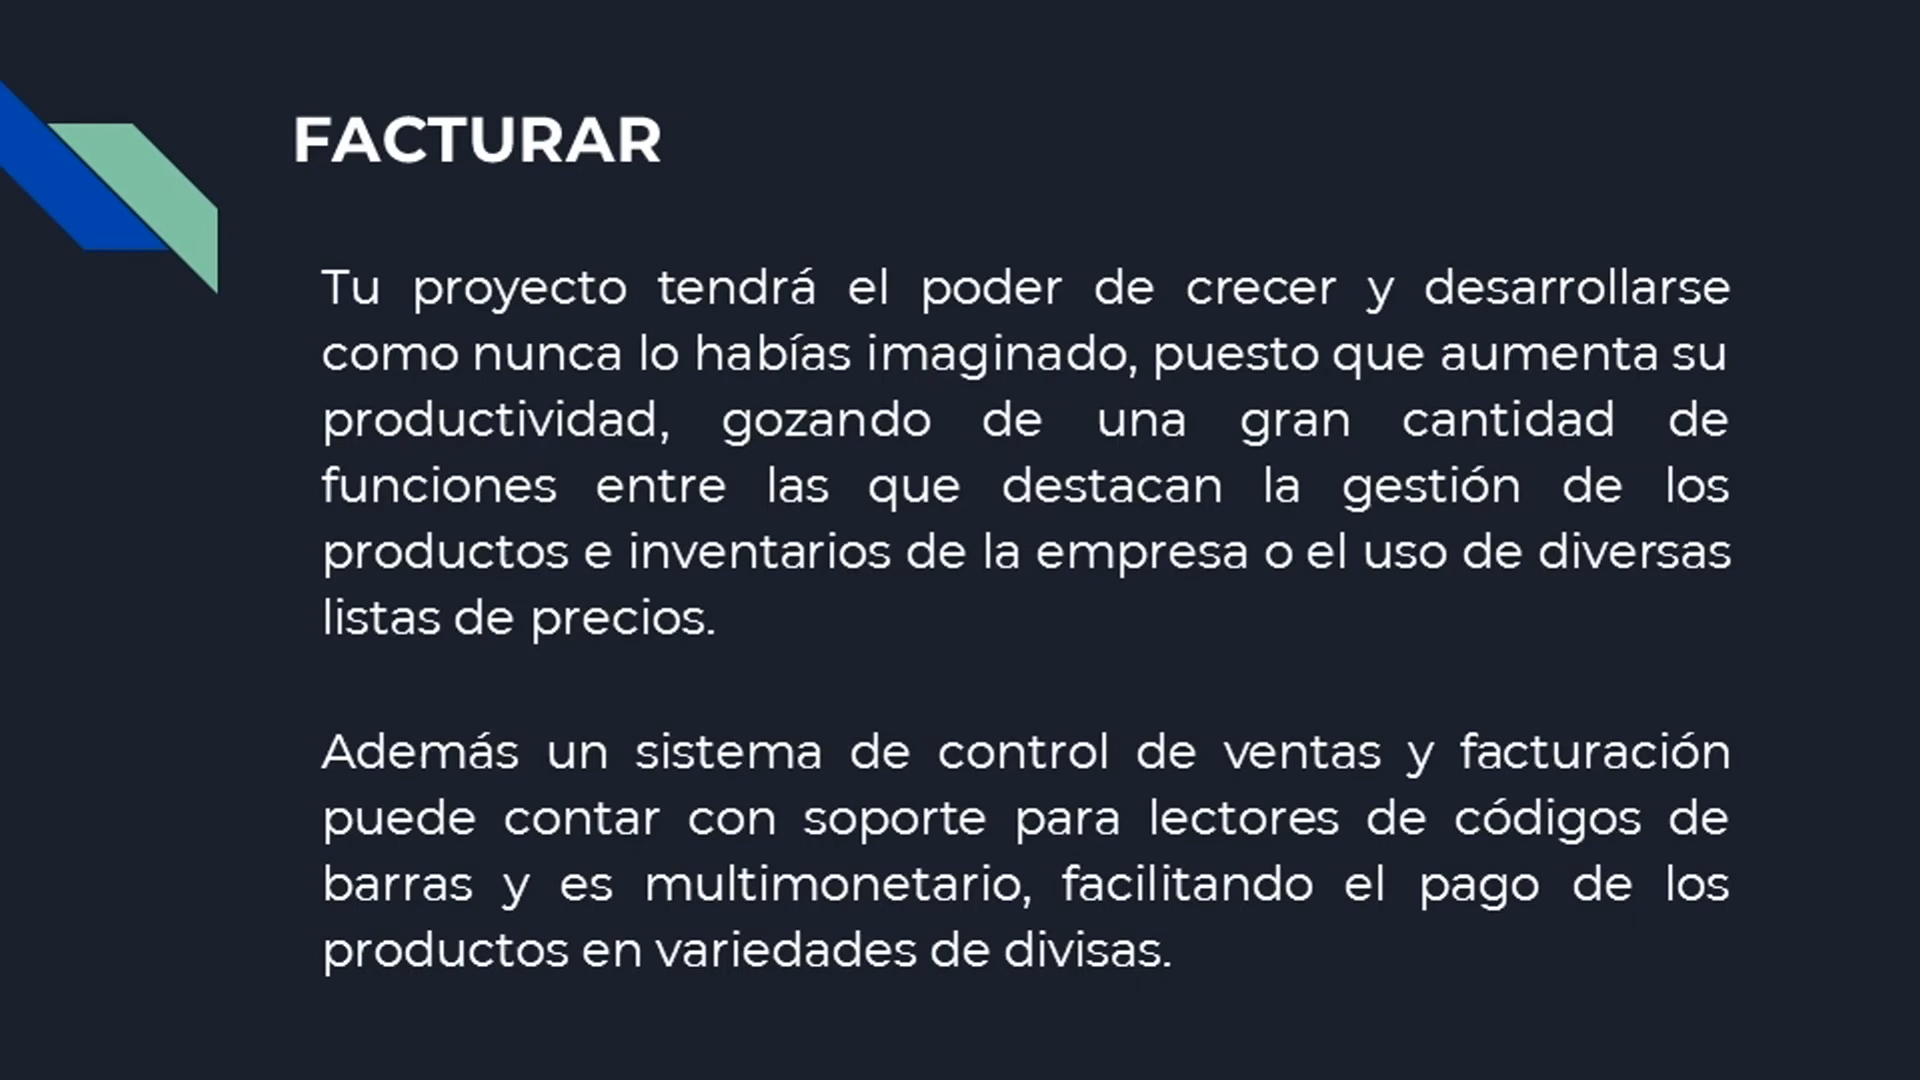 FACTURAR
Tu proyecto tendrá el poder de crecer y desarrollarse
como nunca lo habías imaginado, puesto que aumenta su
productividad, gozando de una gran cantidad de
funciones entre las que destacan la gestión de los
productos e inventarios de la empresa o el uso de diversas
listas de precios.
Además un sistema de control de ventas y facturación
puede contar con soporte para lectores de códigos de
barras y es multimonetario, facilitando el pago de los
productos en variedades de divisas.